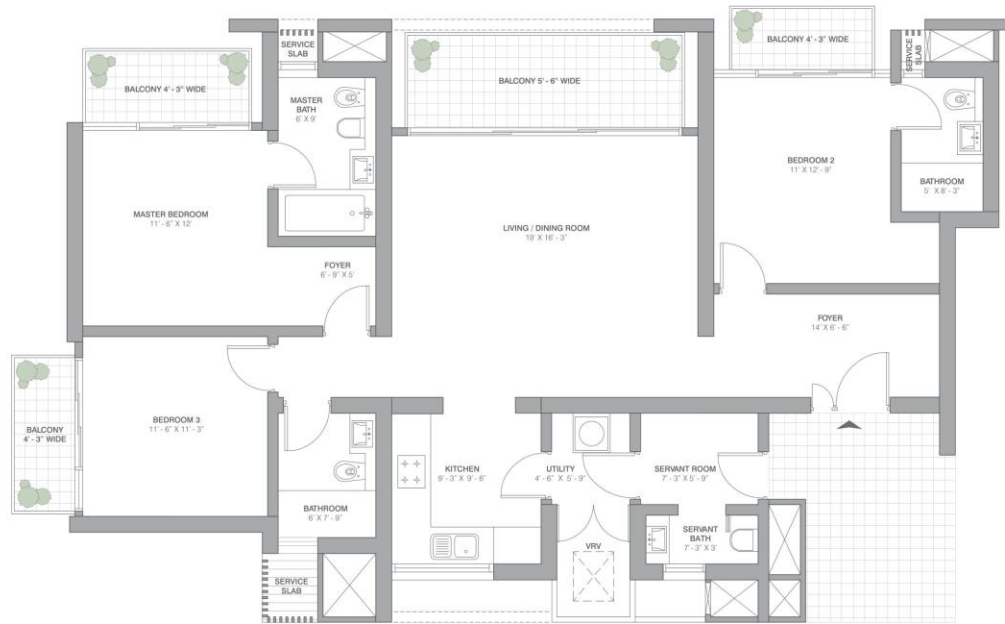 SERVICE
SLAB
BALCONY 4' - 3" WIDE
MASTER
BATH
6' X 9'
BALCONY 5' - 6" WIDE
BALCONY 4' - 3" WIDE
SERVICE
SLAB
BEDROOM 2
11' X 12' - 9"
BATHROOM
5' X 8' - 3"
MASTER BEDROOM
11' - 6" X 12'
LIVING / DINING ROOM
19' X 16' - 3"
FOYER
6' - 9" X 5'
FOYER
14' X 6' - 6"
BEDROOM 3
11' - 6" X 11' - 3"
BALCONY
4' - 3" WIDE
KITCHEN
9' - 3" X 9' - 6"
UTILITY
4' - 6" X 5' - 9"
SERVANT ROOM
7' - 3" X 5' - 9"
BATHROOM
6' X 7' - 9"
SERVANT
BATH
7' - 3" X 3'
VRV
SERVICE
SLAB